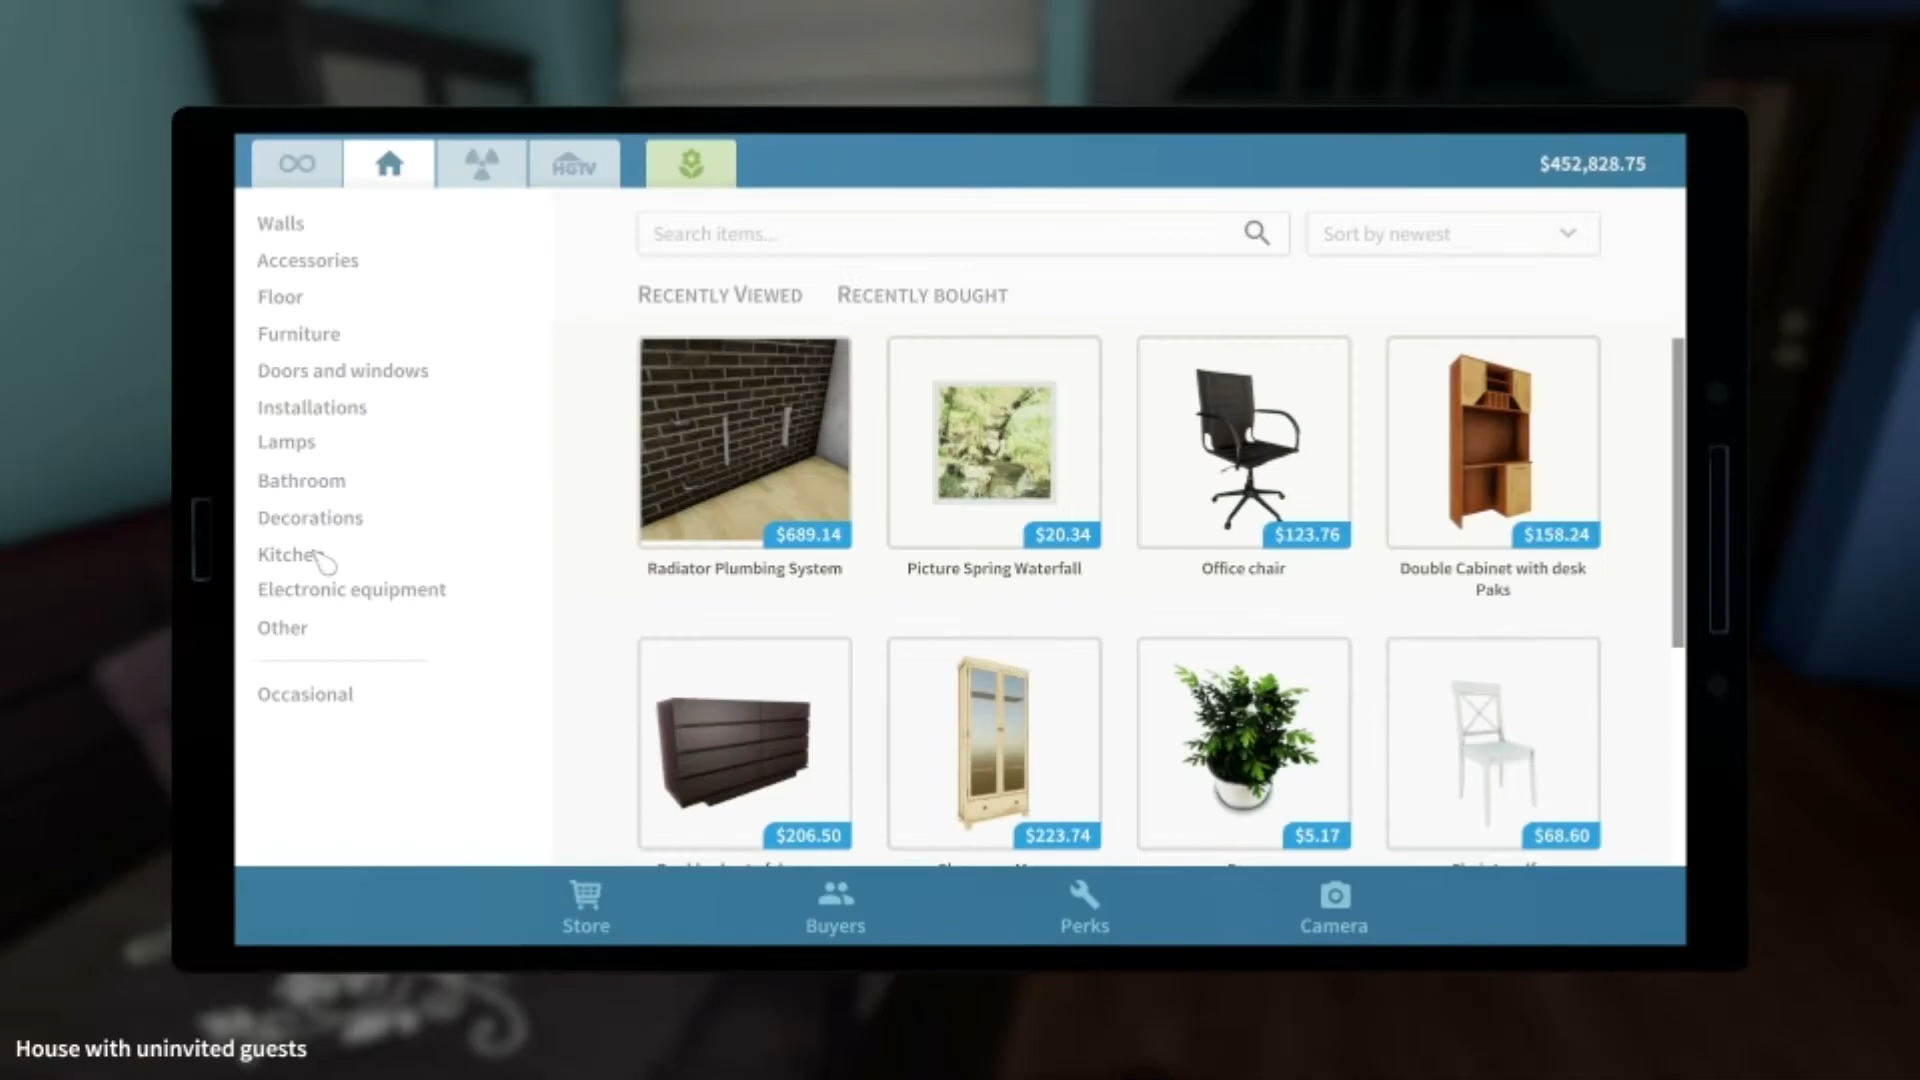 HGTV
$452,828.75
Walls
Accessories
Floor
Furniture
Doors and windows
Installations
Lamps
Bathroom
Decorations
Kitchen
Electronic equipment
Other
Occasional
Search items...
Sort by newest
RECENTLY VIEWED RECENTLY BOUGHT
$689.14
$20.34
$123.76
$158.24
Radiator Plumbing System
Picture Spring Waterfall
Office chair
Double Cabinet with desk
Paks
$206.50
$223.74
$5.17
$68.60
Store
Buyers
Perks
Camera
House with uninvited guests